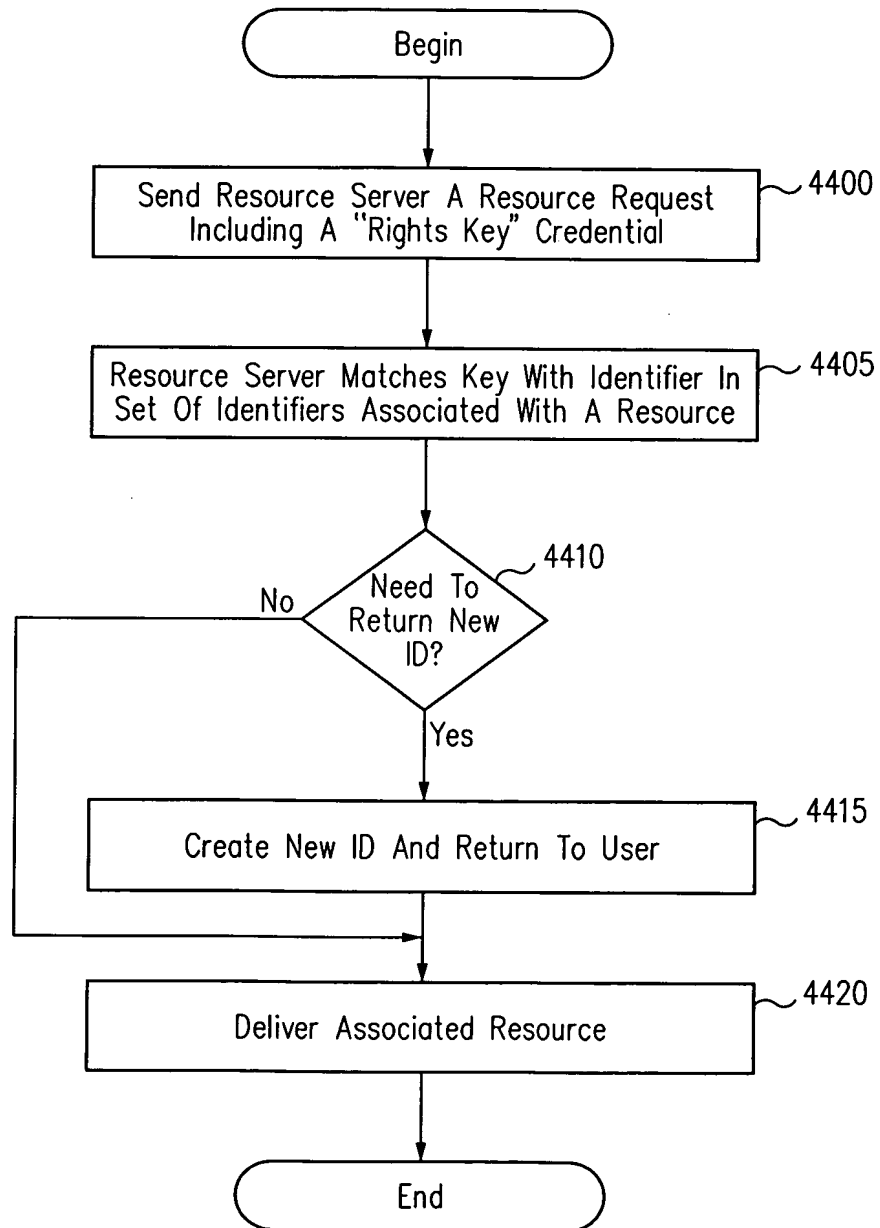 Begin
Send Resource Server A Resource Request
Including A "Rights Key" Credential
4400
Resource Server Matches Key With Identifier In
Set Of Identifiers Associated With A Resource
4405
Need To
Return New
ID?
4410
No
Yes
Create New ID And Return To User
4415
Deliver Associated Resource
4420
End